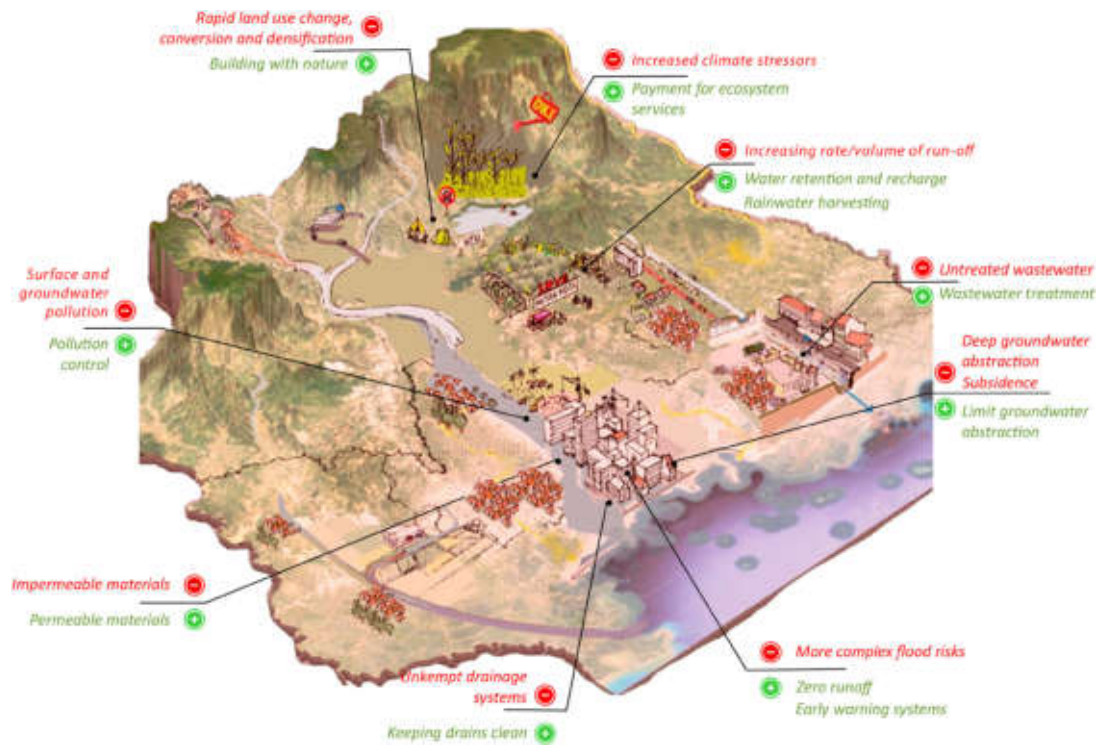 Rapid land use change,
conversion and densification
Building with nature
Increased climate stressors
Payment for ecosystem
services
Increasing rate/volume of run-off
Water retention and recharge
Rainwater harvesting
Surface and
groundwater
pollution
Pollution
control
Untreated wastewater
Wastewater treatment
Deep groundwater
abstraction
Subsidence
Limit groundwater
abstraction
Impermeable materials
Permeable materials
Unkempt drainage
systems
Keeping drains clean
More complex flood risks
Zero runoff
Early warning systems